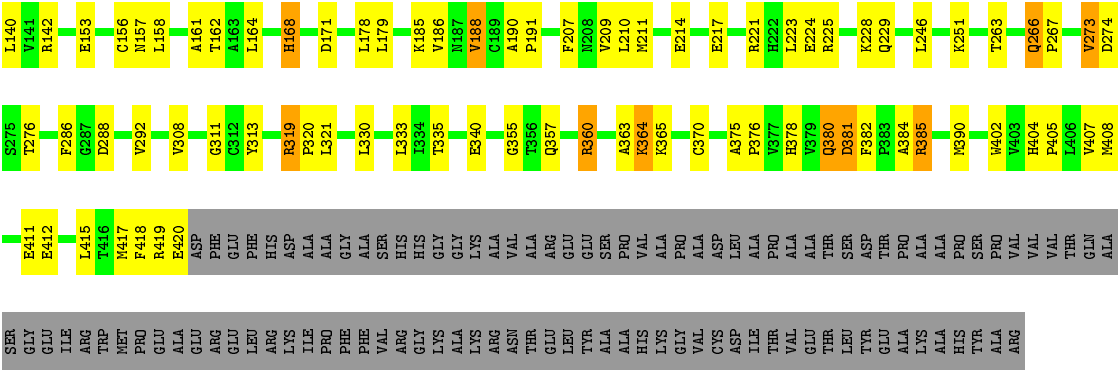 L140 V141 R142 E153 C156 N157 L158 A161 T162 A163 L164 H168 D171 L178 L179 K185 V186 N187 V188 C189 A190 P191 F207 N208 V209 L210 M211 E214 E217 R221 H222 L223 E224 R225 K228 Q229 L246 K251 T263 Q266 P267 V273 I274
S275 T276 F286 G287 D288 V292 V308 G311 C312 Y313 R319 P320 L321 L330 L333 I334 T335 E340 G355 T356 Q357 R360 A363 K364 K365 C370 A375 P376 V377 H378 V379 Q380 D381 F382 P383 A384 R385 M390 W402 V403 H404 P405 L406 V407 M408
E411 E412 L415 T416 M417 F418 R419 E420 ASP PHE GLU PHE HIS ASP ALA ALA GLY ALA SER HIS HIS GLY GLY LYS ALA VAL ALA ARG GLU GLU SER PRO VAL ALA PRO ALA ASP LEU ALA PRO ALA ALA THR SER ASP THR PRO ALA ALA PRO SER PRO VAL VAL VAL THR GLN ALA
SER GLY GLU ILE ARG TRP MET PRO GLU ALA GLU ARG GLU LEU ARG LYS ILE PRO PHE PHE VAL ARG GLY LYS ALA LYS ARG ASN THR GLU LEU TYR ALA ALA HIS LYS GLY VAL CYS ASP ILE THR VAL GLU THR LEU TYR GLU ALA LYS ALA HIS TYR ALA ARG